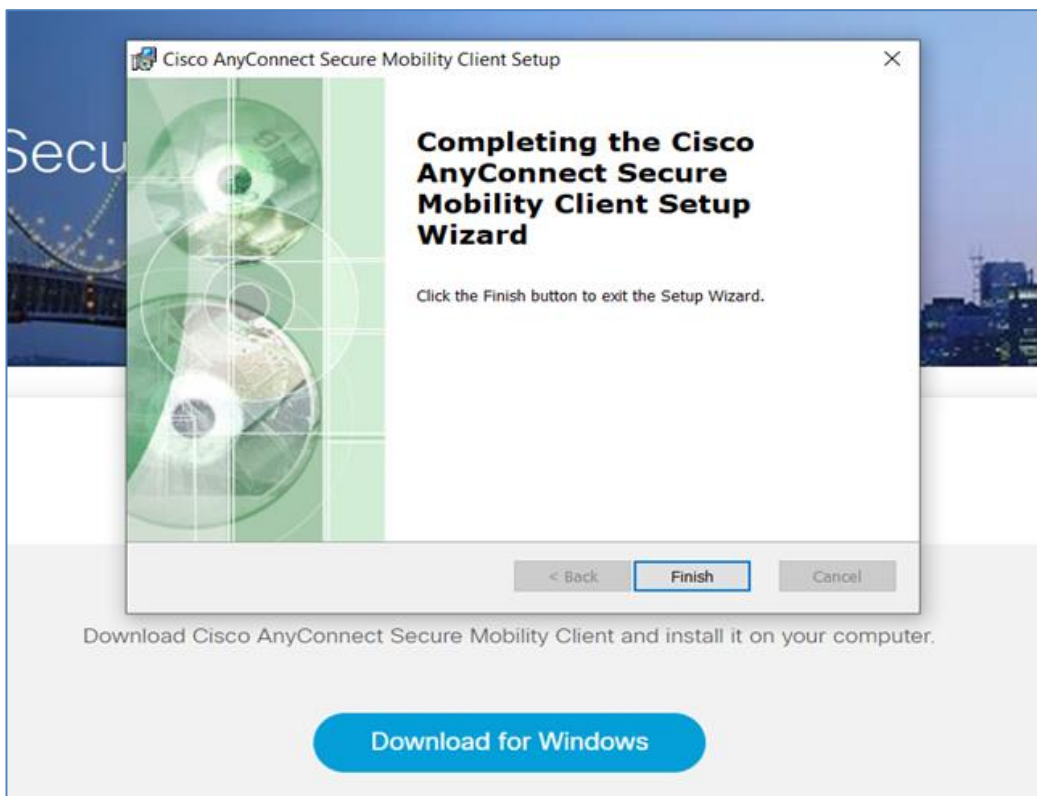 Cisco AnyConnect Secure Mobility Client Setup
Secu
Completing the Cisco
AnyConnect Secure
Mobility Client Setup
Wizard
Click the Finish button to exit the Setup Wizard.
< Back Finish Cancel
Download Cisco AnyConnect Secure Mobility Client and install it on your computer.
Download for Windows